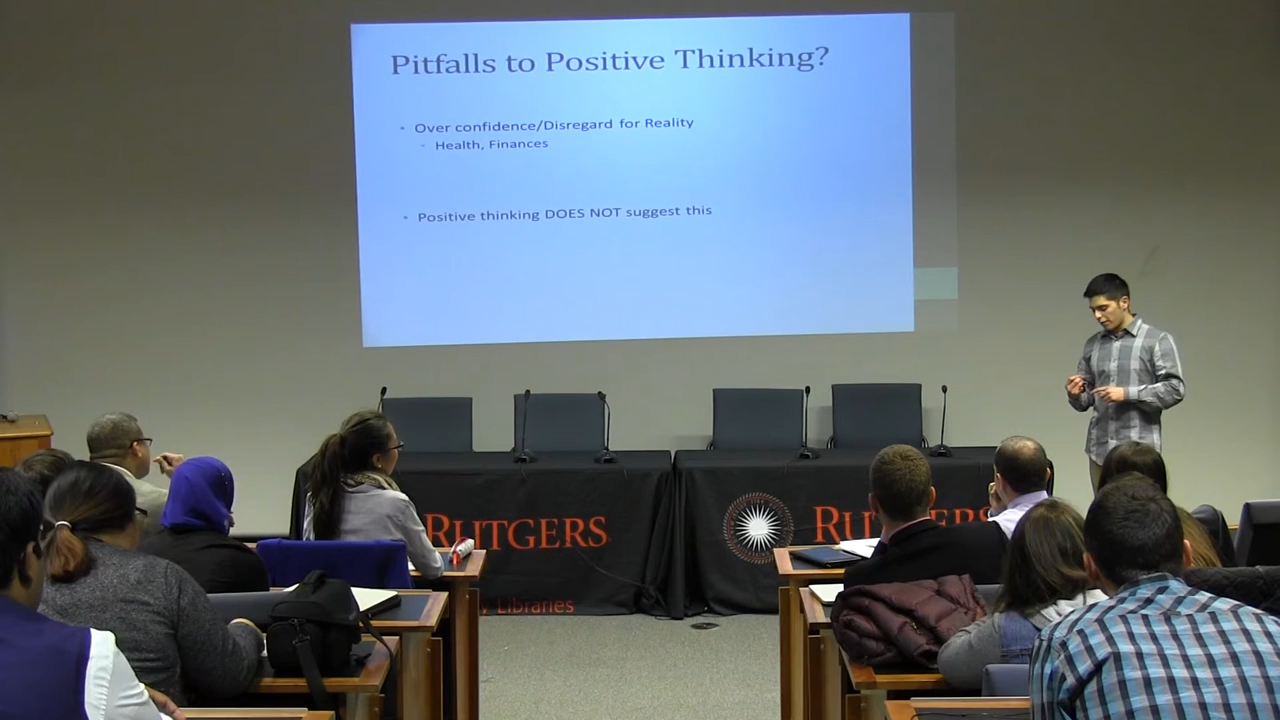 Pitfalls to Positive Thinking?
Over confidence/Disregard for Reality
Health, Finances
Positive thinking DOES NOT suggest this
RUTGERS
RUTGERS
Libraries